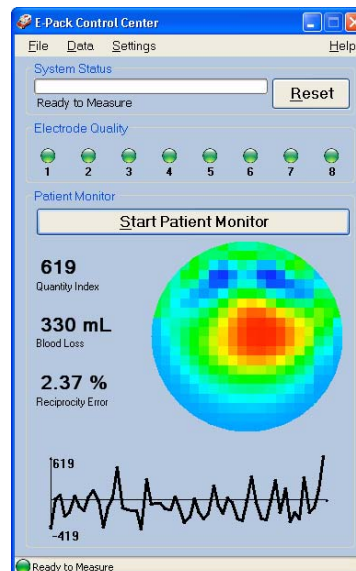 E-Pack Control Center
File Data Settings Help
System Status
Ready to Measure
Reset
Electrode Quality
1 2 3 4 5 6 7 8
Patient Monitor
Start Patient Monitor
619
Quantity Index
330 mL
Blood Loss
2.37 %
Reciprocity Error
619
-419
Ready to Measure